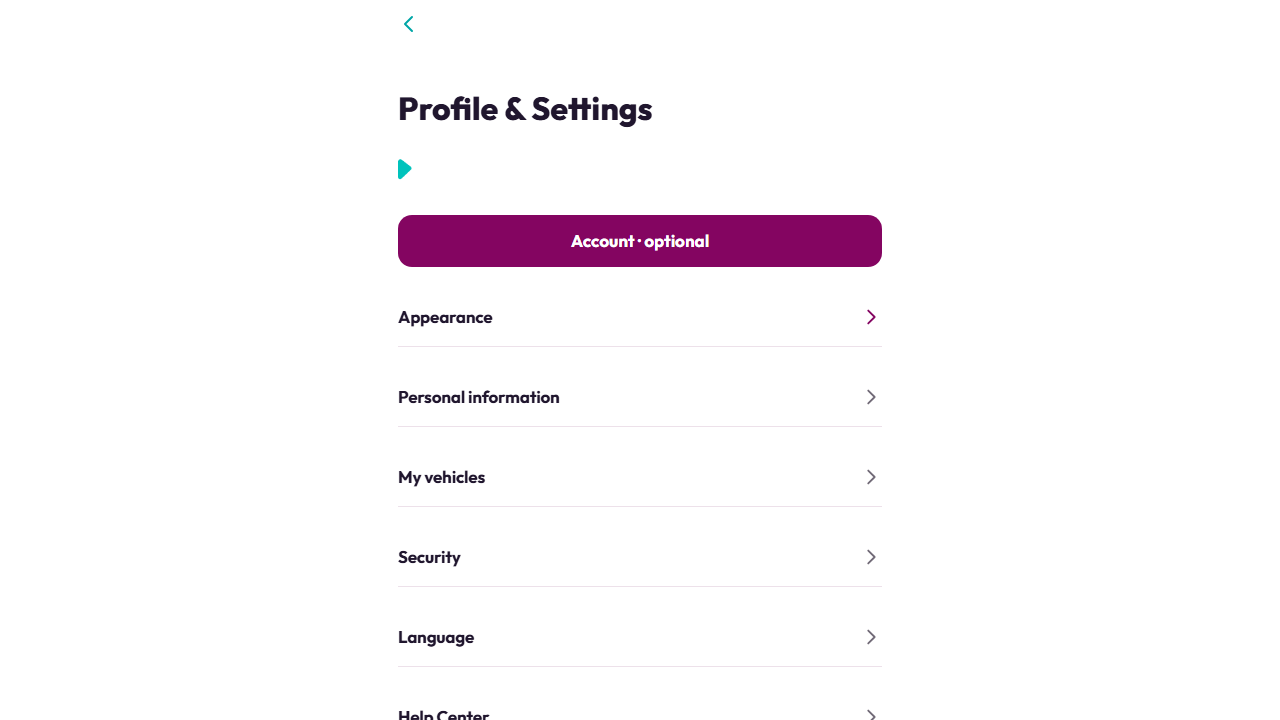 Profile & Settings
Account · optional
Appearance
Personal information
My vehicles
Security
Language
Help Center